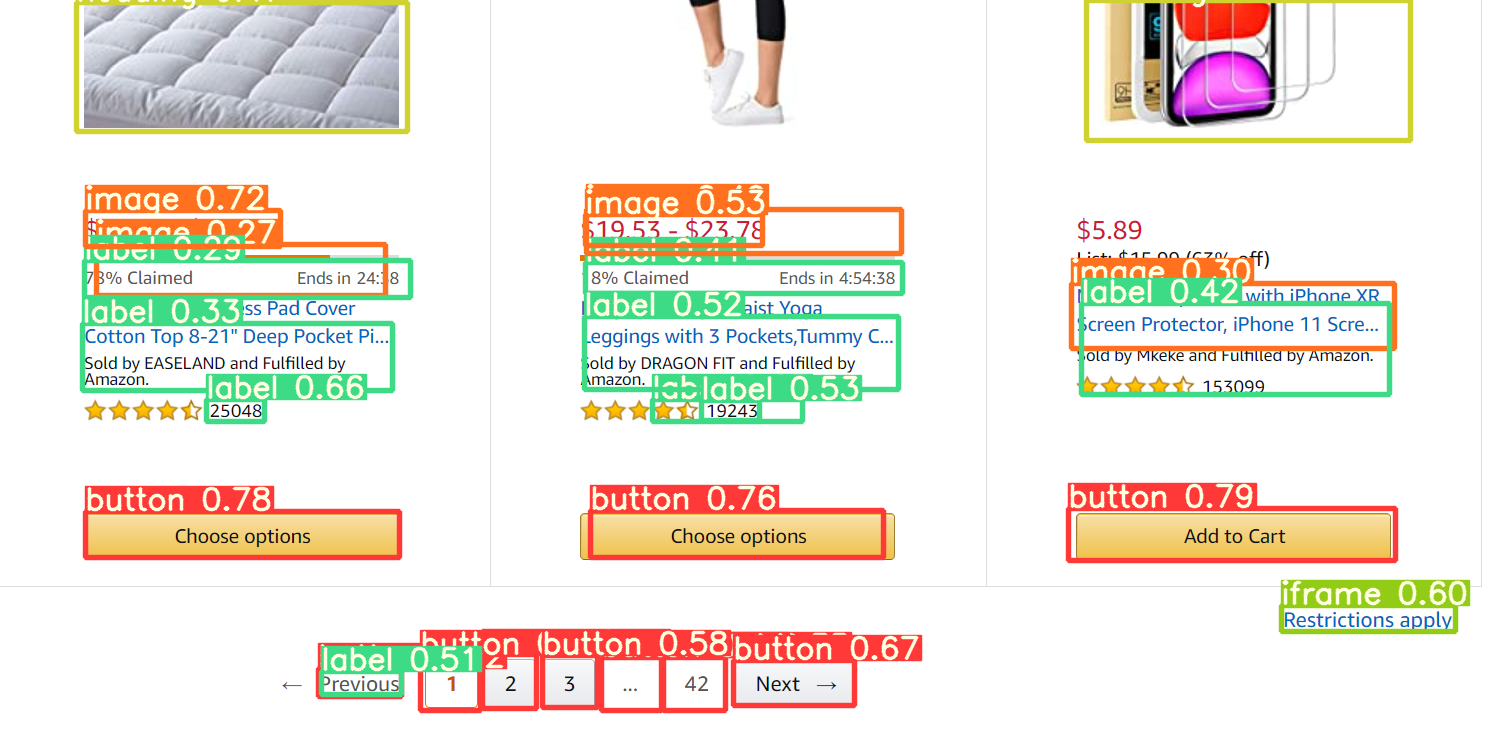 image 0.72
image 0.27
label 0.29
78% Claimed Ends in 24:
label 0.33
ess Pad Cover
Cotton Top 8-21" Deep Pocket Pi...
Sold by EASELAND and Fulfilled by
Amazon.
label 0.66
25048
button 0.78
Choose options
image 0.53
$19.53 - $23.78
8% Claimed Ends in 4:54:38
label 0.52
aist Yoga
Leggings with 3 Pockets,Tummy C...
Sold by DRAGON FIT and Fulfilled by
Amazon.
label 0.53
19243
button 0.76
Choose options
$5.89
List: $15.99 (63% off)
image 0.30
label 0.42
with iPhone XR
Screen Protector, iPhone 11 Scre...
Sold by Mkeke and Fulfilled by Amazon.
153099
button 0.79
Add to Cart
iframe 0.60
Restrictions apply
button
button 0.58
button 0.67
label 0.51
← Previous 1 2 3 ... 42 Next →